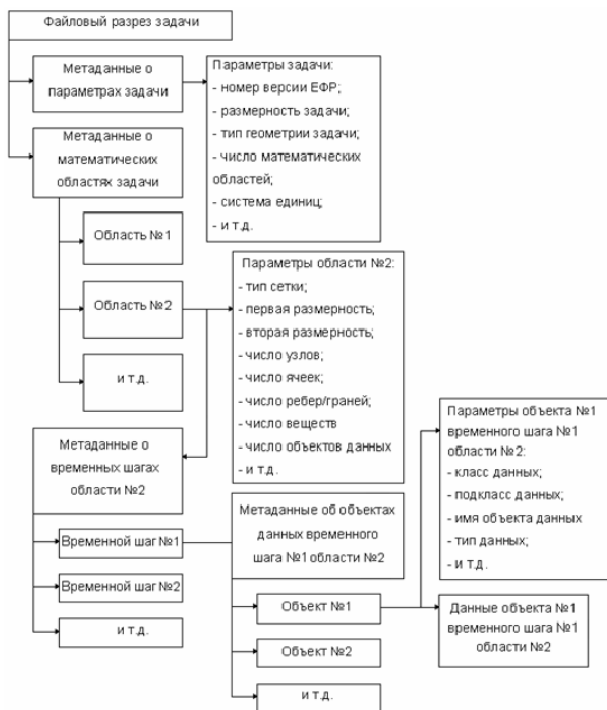 Файловый разрез задачи
Метаданные о
параметрах задачи
Параметры задачи:
- номер версии ЕФР;
- размерность задачи;
- тип геометрии задачи;
- число математических
областей;
- система единиц;
- и т.д.
Метаданные о
математических
областях задачи
Область №1
Область №2
и т.д.
Параметры области №2:
- тип сетки;
- первая размерность;
- вторая размерность;
- число узлов;
- число ячеек;
- число ребер/граней;
- число веществ
- число объектов данных
- и т.д.
Метаданные о
временных шагах
области №2
Временной шаг №1
Временной шаг №2
и т.д.
Метаданные об объектах
данных временного
шага №1 области №2
Объект №1
Объект №2
и т.д.
Параметры объекта №1
временного шага №1
области №2:
- класс данных;
- подкласс данных;
- имя объекта данных
- тип данных;
- и т.д.
Данные объекта №1
временного шага №1
области №2